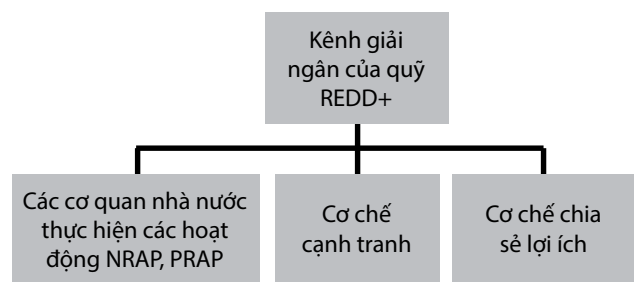 Kênh giải
ngân của quỹ
REDD+
Các cơ quan nhà nước
thực hiện các hoạt
động NRAP, PRAP
Cơ chế
cạnh tranh
Cơ chế chia
sẻ lợi ích